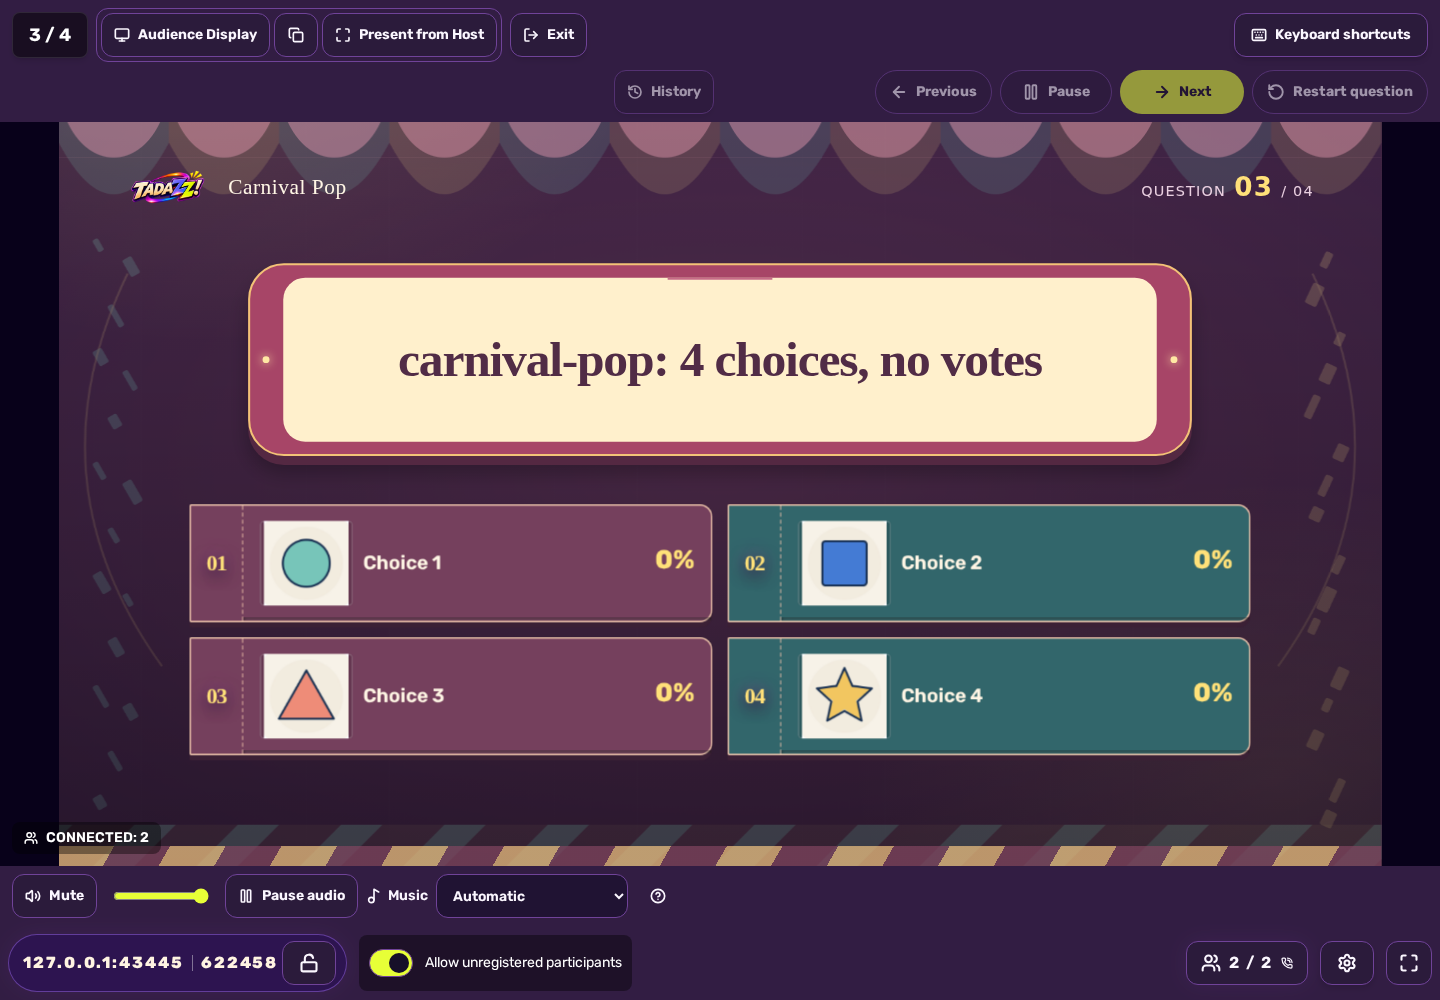 3 / 4
Audience Display
Present from Host
Exit
Keyboard shortcuts
History
Previous
Pause
Next
Restart question
TADAZZ!
Carnival Pop
QUESTION 03 / 04
carnival-pop: 4 choices, no votes
01 Choice 1 0%
02 Choice 2 0%
03 Choice 3 0%
04 Choice 4 0%
CONNECTED: 2
Mute
Pause audio
Music
Automatic
127.0.0.1:43445 | 622458
Allow unregistered participants
2 / 2